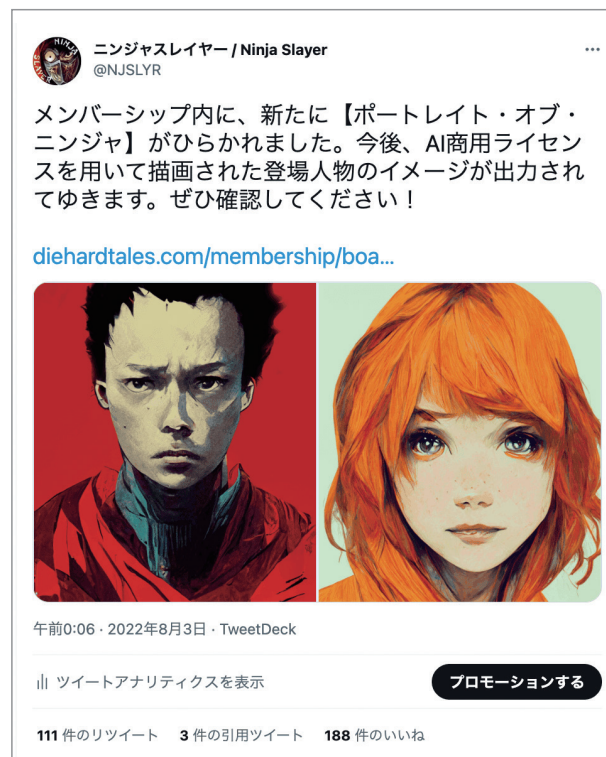 ニンジャスレイヤー / Ninja Slayer
@NJSLYR
メンバーシップ内に、新たに【ポートレイト・オブ・
ニンジャ】がひらかれました。今後、AI商用ライセン
スを用いて描画された登場人物のイメージが出力され
てゆきます。ぜひ確認してください！
diehardtales.com/membership/boa...
午前0:06 · 2022年8月3日 · TweetDeck
ツイートアナリティクスを表示
プロモーションする
111 件のリツイート 3 件の引用ツイート 188 件のいいね